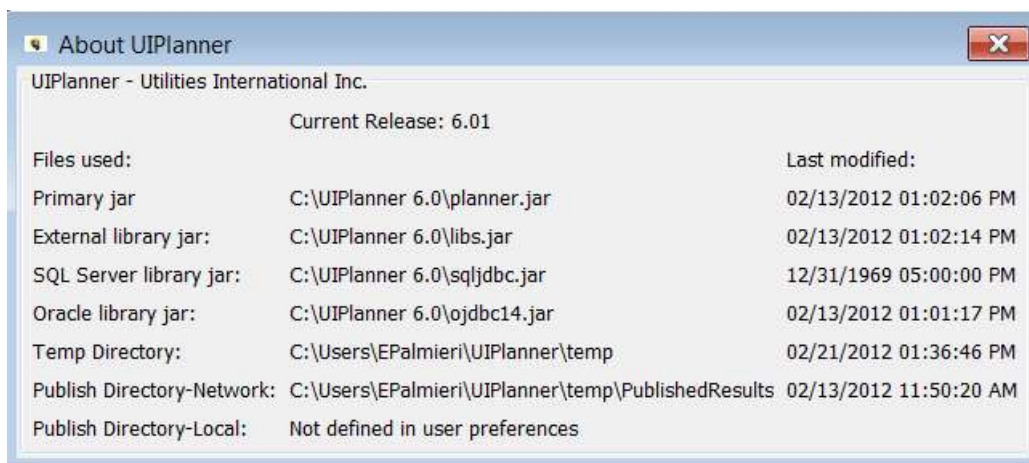 About UIPlanner
UIPlanner - Utilities International Inc.
Current Release: 6.01
Files used: Last modified:
Primary jar C:\UIPlanner 6.0\planner.jar 02/13/2012 01:02:06 PM
External library jar: C:\UIPlanner 6.0\libs.jar 02/13/2012 01:02:14 PM
SQL Server library jar: C:\UIPlanner 6.0\sqljdbc.jar 12/31/1969 05:00:00 PM
Oracle library jar: C:\UIPlanner 6.0\ojdbc14.jar 02/13/2012 01:01:17 PM
Temp Directory: C:\Users\EPalmieri\UIPlanner\temp 02/21/2012 01:36:46 PM
Publish Directory-Network: C:\Users\EPalmieri\UIPlanner\temp\PublishedResults 02/13/2012 11:50:20 AM
Publish Directory-Local: Not defined in user preferences